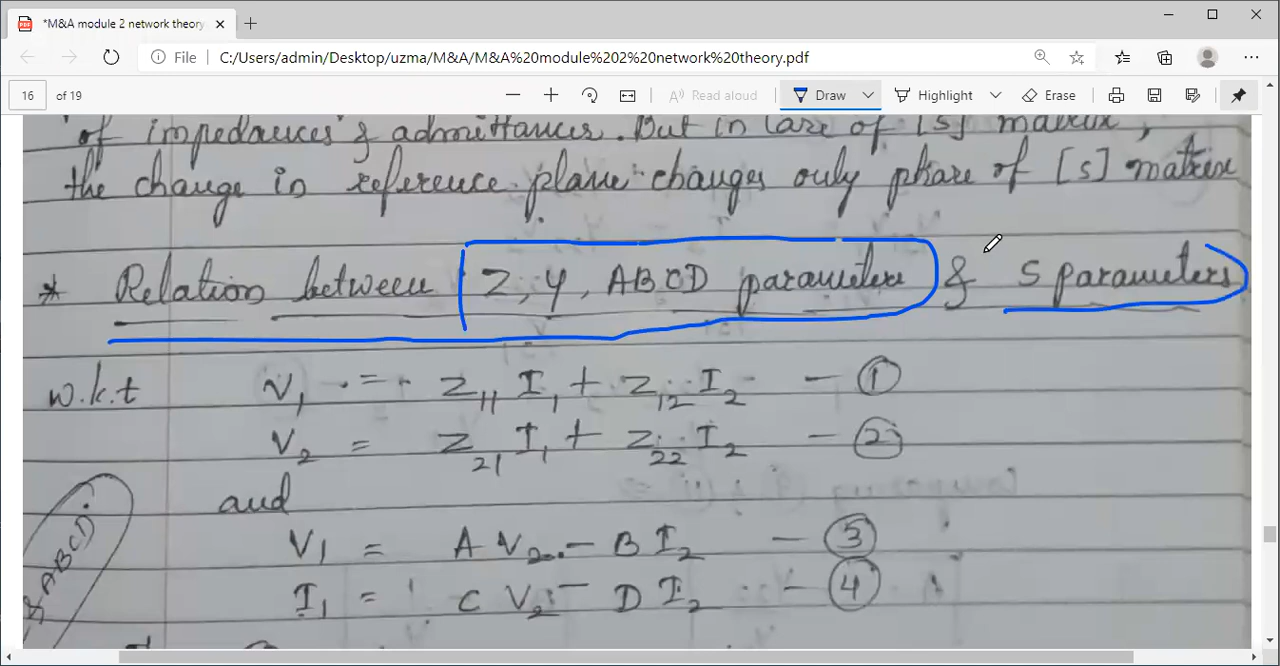 *M&A module 2 network theory
File C:/Users/admin/Desktop/uzma/M&A/M&A%20module%202%20network%20theory.pdf
16 of 19 Read aloud Draw Highlight Erase
of impedances & admittances. But in case of [s] matrix,
the change in reference plane changes only phase of [s] matrix
* Relation between Z, Y, ABCD parameters & S parameters
w.k.t V₁ = Z₁₁ I₁ + Z₁₂ I₂ - ①
V₂ = Z₂₁ I₁ + Z₂₂ I₂ - ②
and
V₁ = A V₂ - B I₂ - ③
I₁ = C V₂ - D I₂ - ④
& ABCD